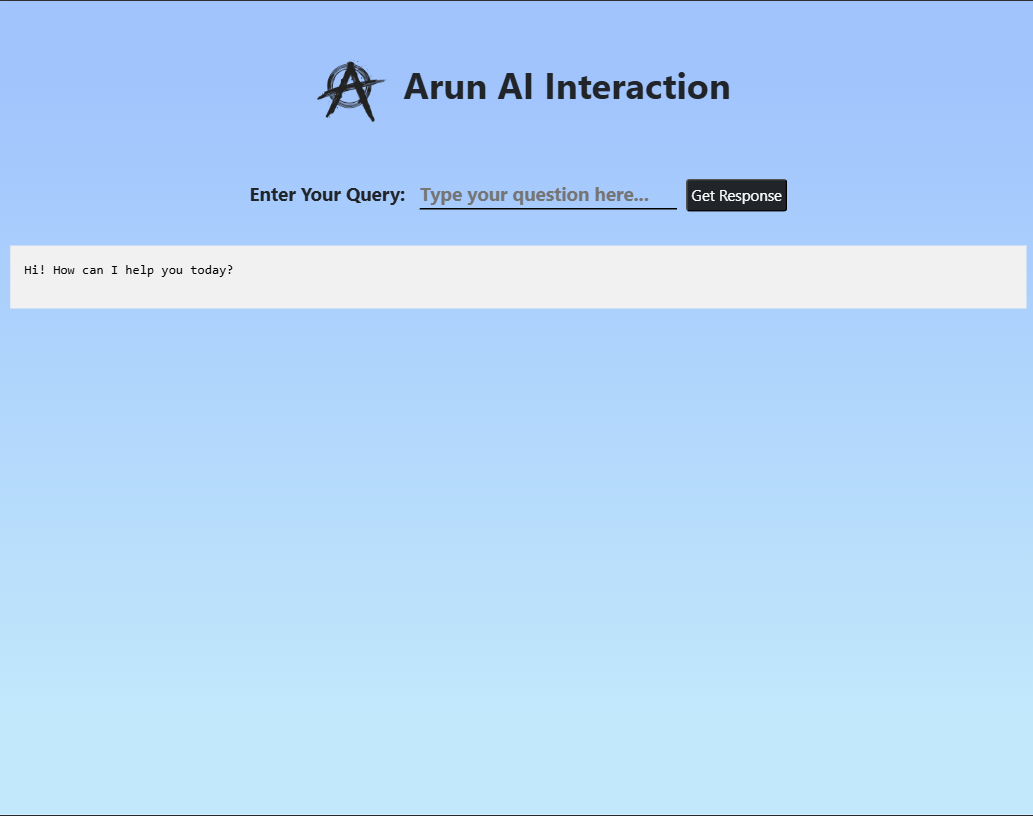 Arun AI Interaction
Enter Your Query: Type your question here... Get Response
Hi! How can I help you today?